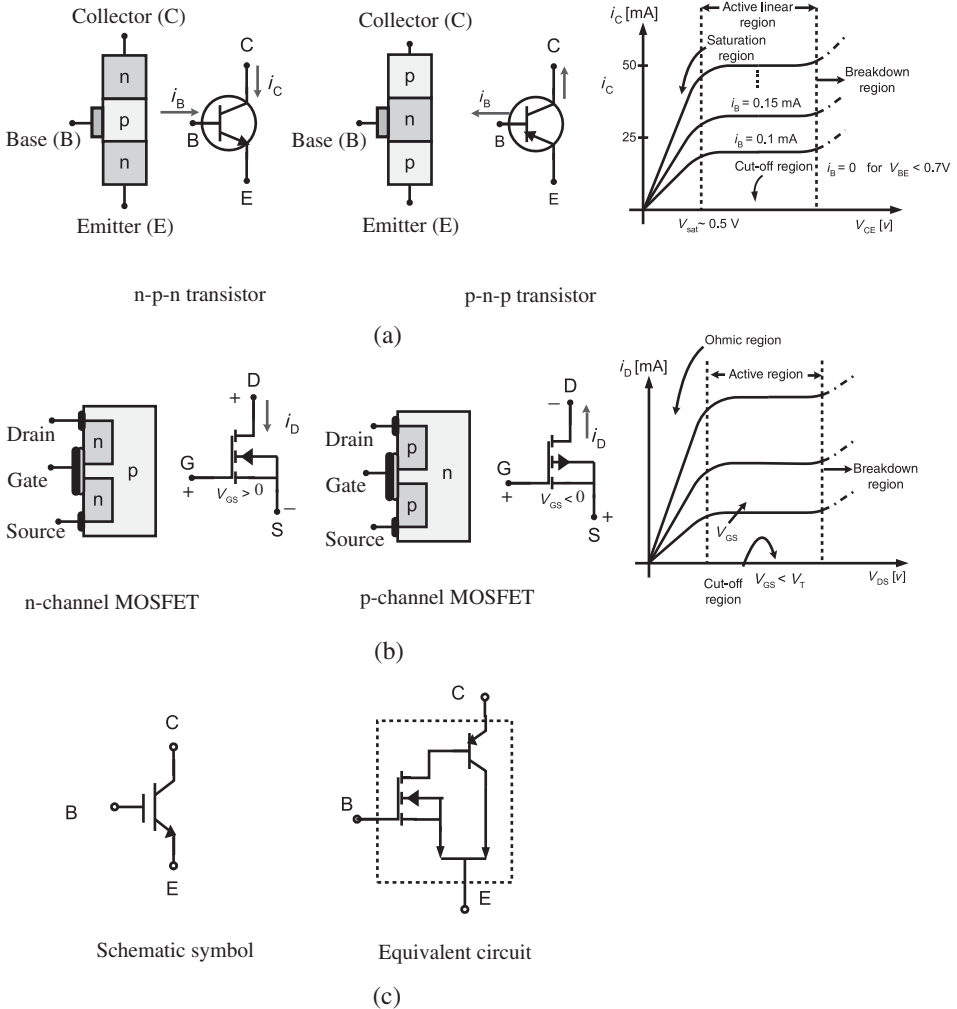 Collector (C)
n
p
n
Base (B)
Emitter (E)
i_B
B
C
i_C
E
n-p-n transistor
Collector (C)
p
n
p
Base (B)
Emitter (E)
i_B
B
C
E
p-n-p transistor
i_C [mA]
Active linear
region
Saturation
region
50
i_C
Breakdown
region
i_B = 0.15 mA
25
i_B = 0.1 mA
Cut-off region
i_B = 0 for V_BE < 0.7V
V_sat ~ 0.5 V
V_CE [v]
(a)
Drain
Gate
Source
n
p
n
D
+
i_D
G
+
V_GS > 0
−
S
n-channel MOSFET
Drain
Gate
Source
p
n
p
D
−
i_D
G
+
V_GS < 0
+
S
p-channel MOSFET
Ohmic region
i_D [mA]
Active region
Breakdown
region
V_GS
Cut-off
region
V_GS < V_T
V_DS [v]
(b)
C
B
E
Schematic symbol
C
B
E
Equivalent circuit
(c)